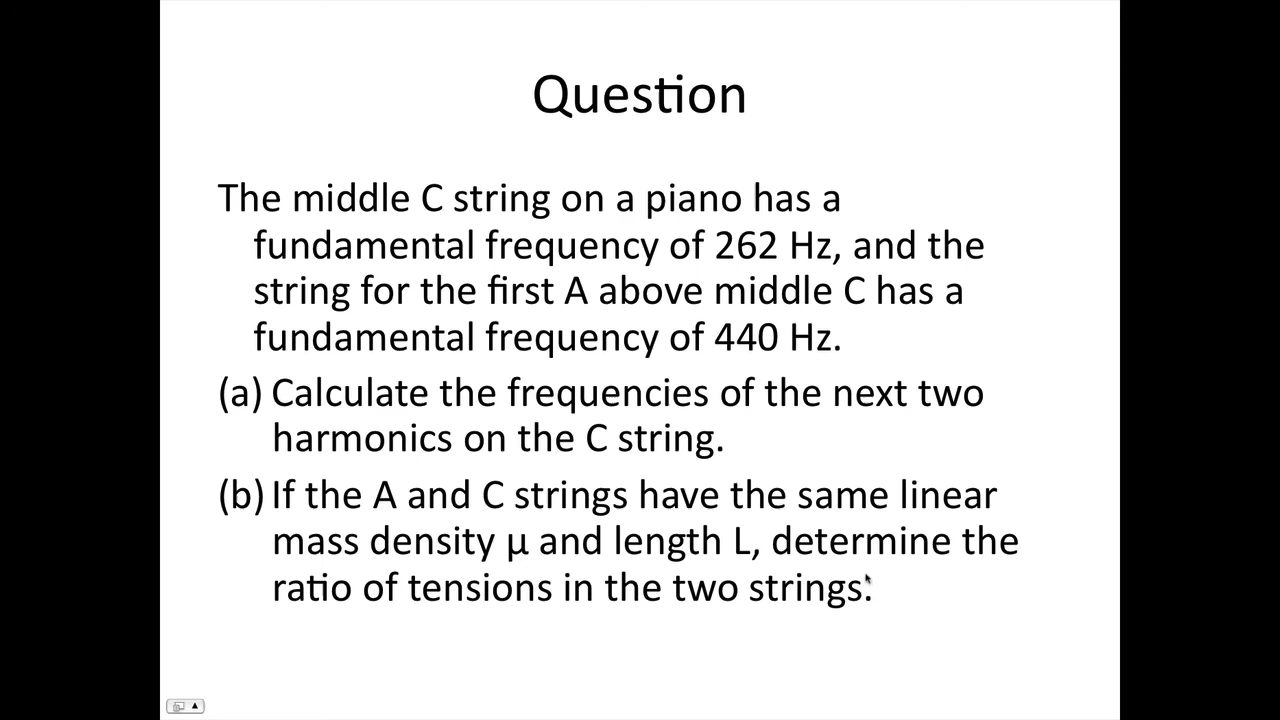 Question
The middle C string on a piano has a
fundamental frequency of 262 Hz, and the
string for the first A above middle C has a
fundamental frequency of 440 Hz.
(a) Calculate the frequencies of the next two
harmonics on the C string.
(b) If the A and C strings have the same linear
mass density μ and length L, determine the
ratio of tensions in the two strings.